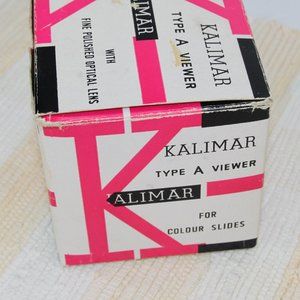 KALIMAR
TYPE A VIEWER
WITH
FINE POLISHED OPTICAL LENS
KALIMAR
TYPE A VIEWER
KALIMAR
FOR
COLOUR SLIDES